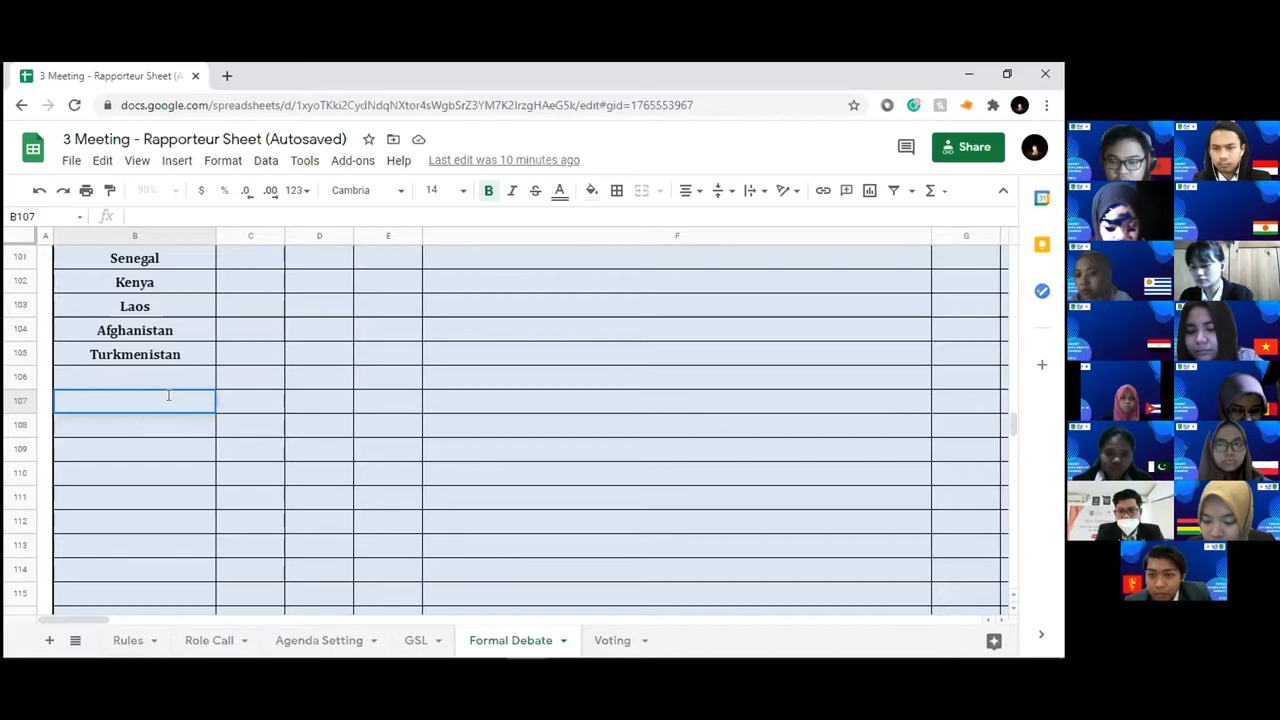 3 Meeting - Rapporteur Sheet (A
docs.google.com/spreadsheets/d/1xyoTKki2CydNdqNXtor4sWgbSrZ3YM7K2IrzgHAeG5k/edit#gid=1765553967
3 Meeting - Rapporteur Sheet (Autosaved)
File Edit View Insert Format Data Tools Add-ons Help Last edit was 10 minutes ago
Share
90% $ % .0 .00 123 Cambria 14 B I S A
B107 fx
A B C D E F G
101 Senegal
102 Kenya
103 Laos
104 Afghanistan
105 Turkmenistan
106
107
108
109
110
111
112
113
114
115
Rules Role Call Agenda Setting GSL Formal Debate Voting